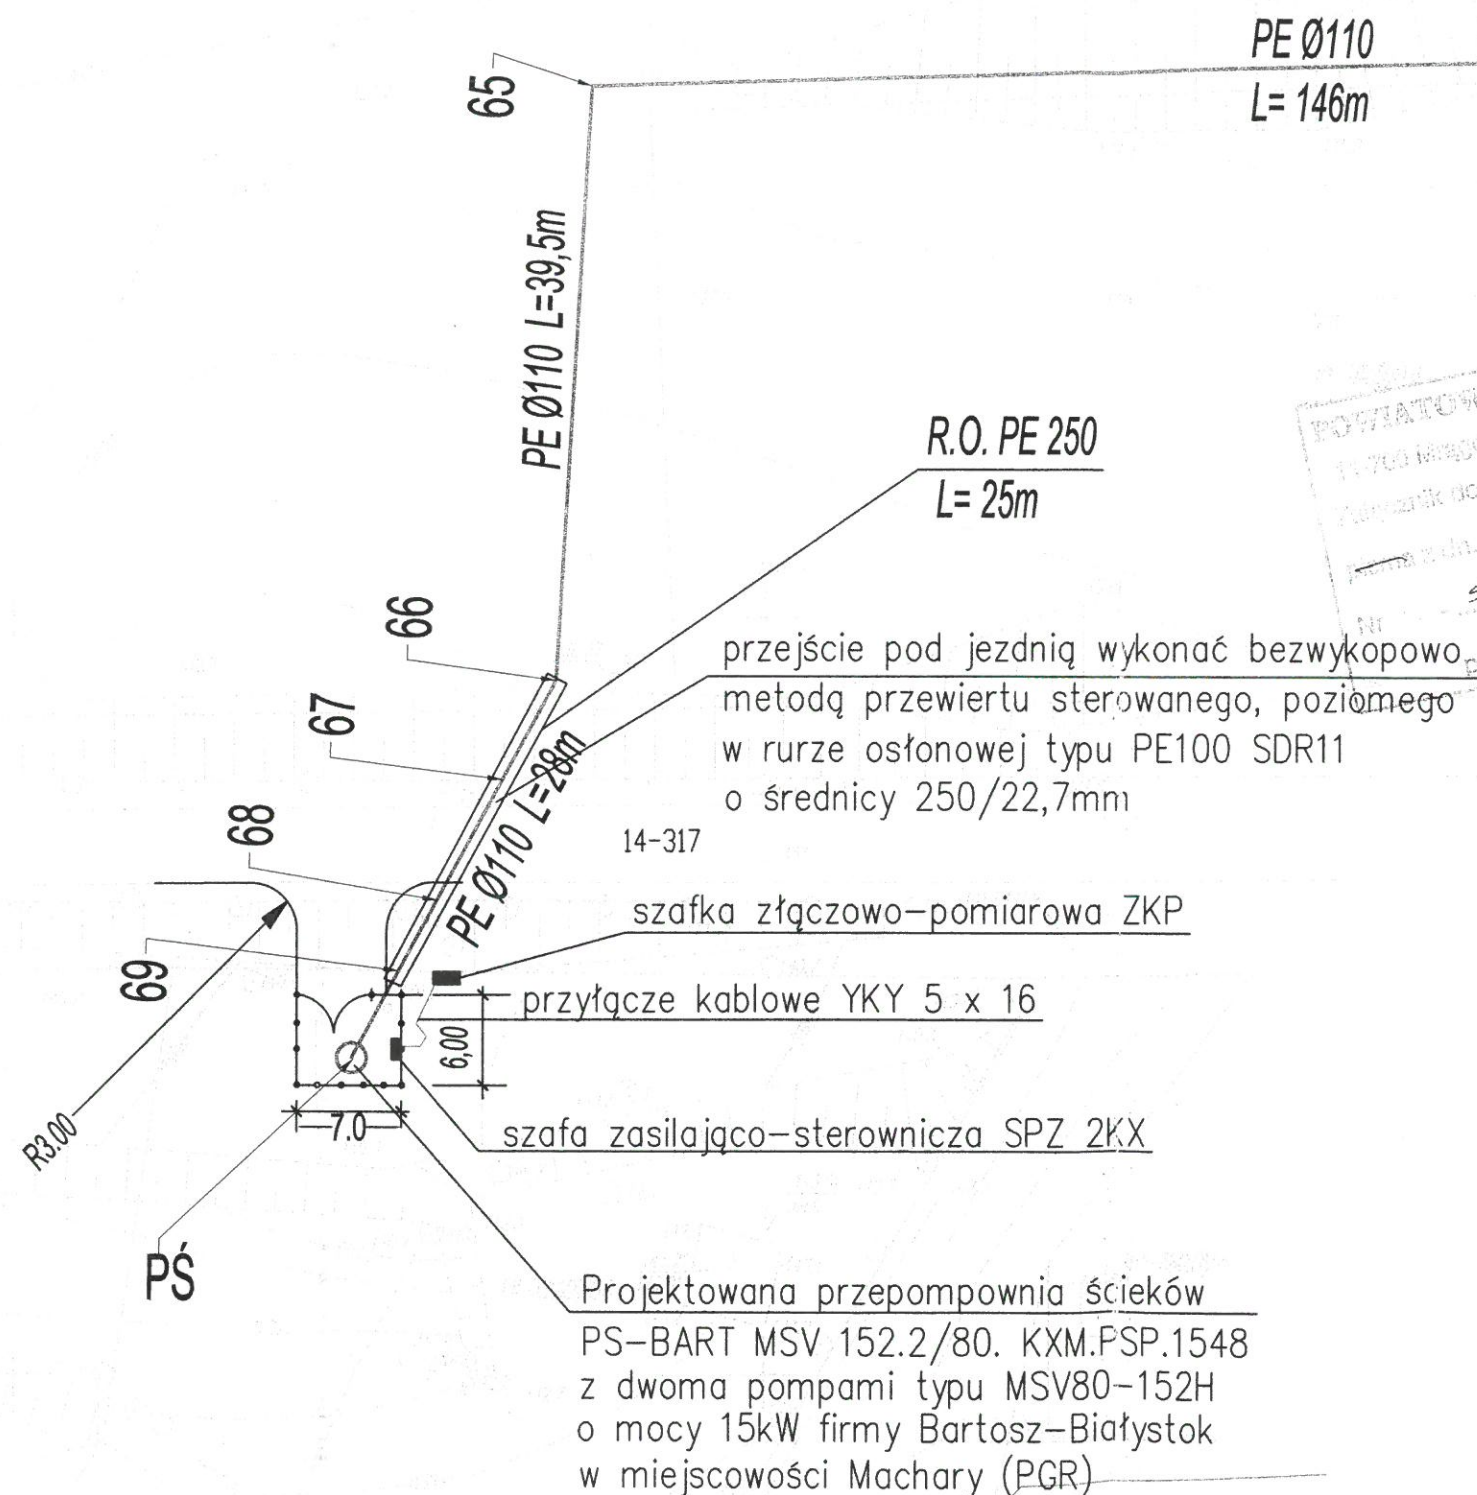 PE Ø110
L= 146m
65
PE Ø110 L=39,5m
R.O. PE 250
L= 25m
POWIATOW
11-700
66
przejście pod jezdnią wykonać bezwykopowo
metodą przewiertu sterowanego, poziomego
w rurze osłonowej typu PE100 SDR11
o średnicy 250/22,7mm
67
PE Ø110 L=28m
14-317
68
szafka złączowo-pomiarowa ZKP
69
przyłącze kablowe YKY 5 x 16
6,00
R3.00
7.0
szafa zasilająco-sterownicza SPZ 2KX
PŚ
Projektowana przepompownia ścieków
PS-BART MSV 152.2/80. KXM.PSP.1548
z dwoma pompami typu MSV80-152H
o mocy 15kW firmy Bartosz-Białystok
w miejscowości Machary (PGR)